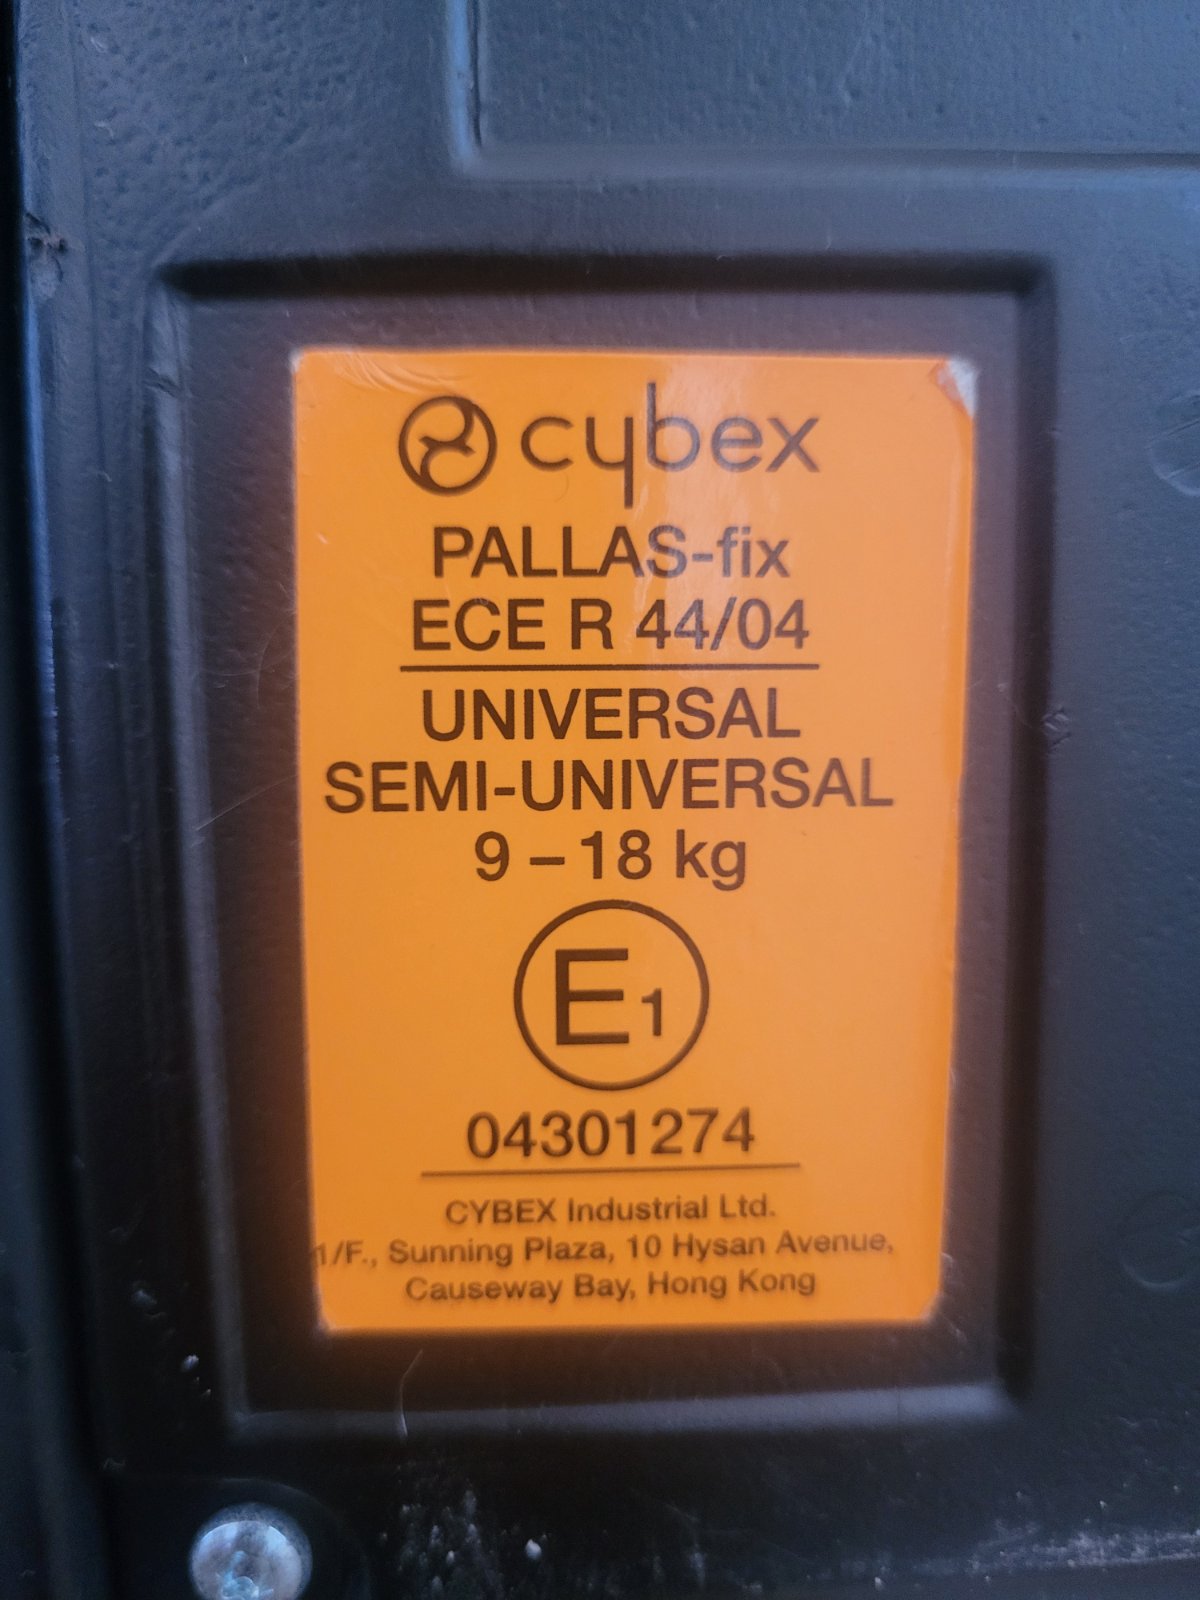 cybex
PALLAS-fix
ECE R 44/04
UNIVERSAL
SEMI-UNIVERSAL
9 – 18 kg
E1
04301274
CYBEX Industrial Ltd.
1/F., Sunning Plaza, 10 Hysan Avenue,
Causeway Bay, Hong Kong